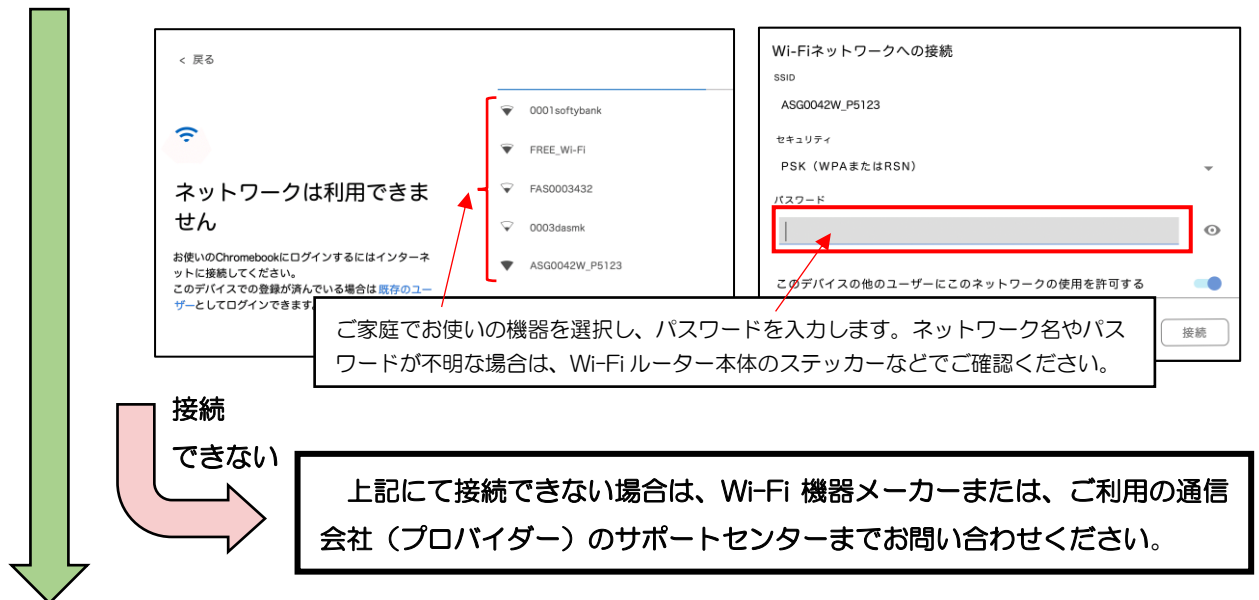 < 戻る
ネットワークは利用できま
せん
お使いのChromebookにログインするにはインターネ
ットに接続してください。
このデバイスでの登録が済んでいる場合は既存のユー
ザーとしてログインできます
0001softybank
FREE_Wi-Fi
FAS0003432
0003dasmk
ASG0042W_P5123
Wi-Fiネットワークへの接続
SSID
ASG0042W_P5123
セキュリティ
PSK（WPAまたはRSN）
パスワード
このデバイスの他のユーザーにこのネットワークの使用を許可する
接続
ご家庭でお使いの機器を選択し、パスワードを入力します。ネットワーク名やパス
ワードが不明な場合は、Wi-Fi ルーター本体のステッカーなどでご確認ください。
接続
できない
上記にて接続できない場合は、Wi-Fi 機器メーカーまたは、ご利用の通信
会社（プロバイダー）のサポートセンターまでお問い合わせください。